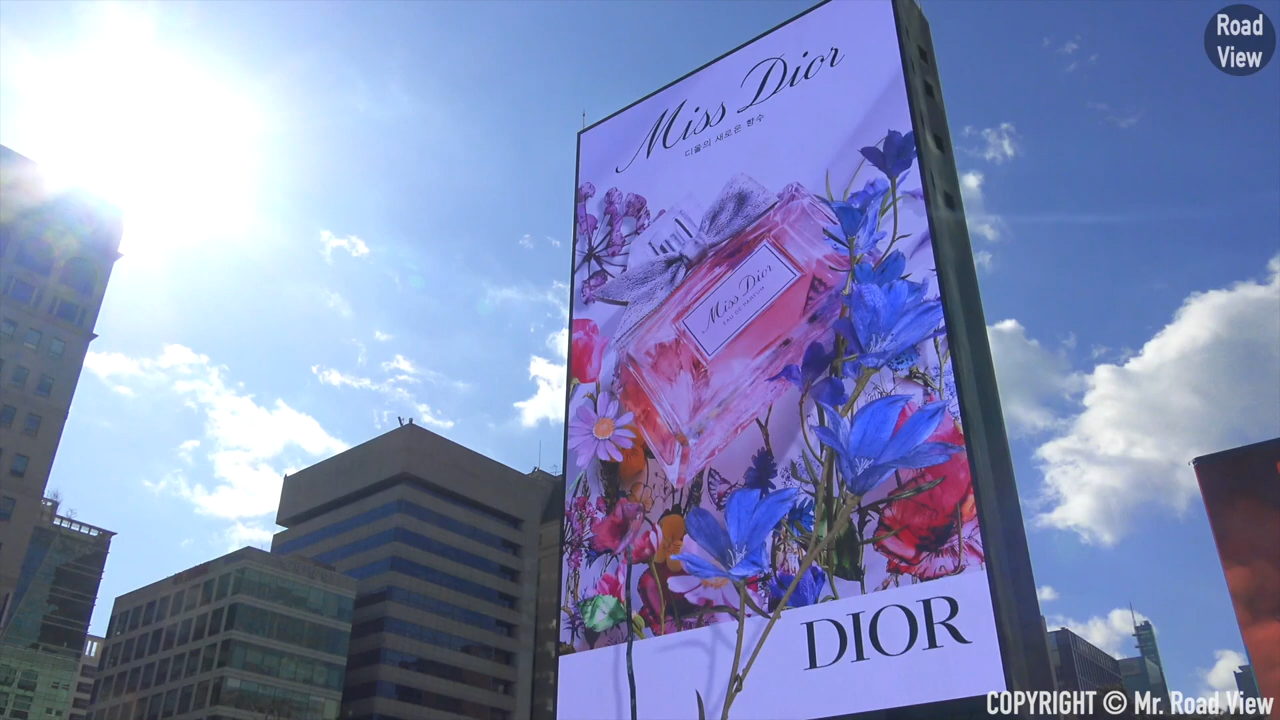 Road
View
Miss Dior
디올의 새로운 향수
Miss Dior
EAU DE PARFUM
DIOR
COPYRIGHT © Mr. Road View